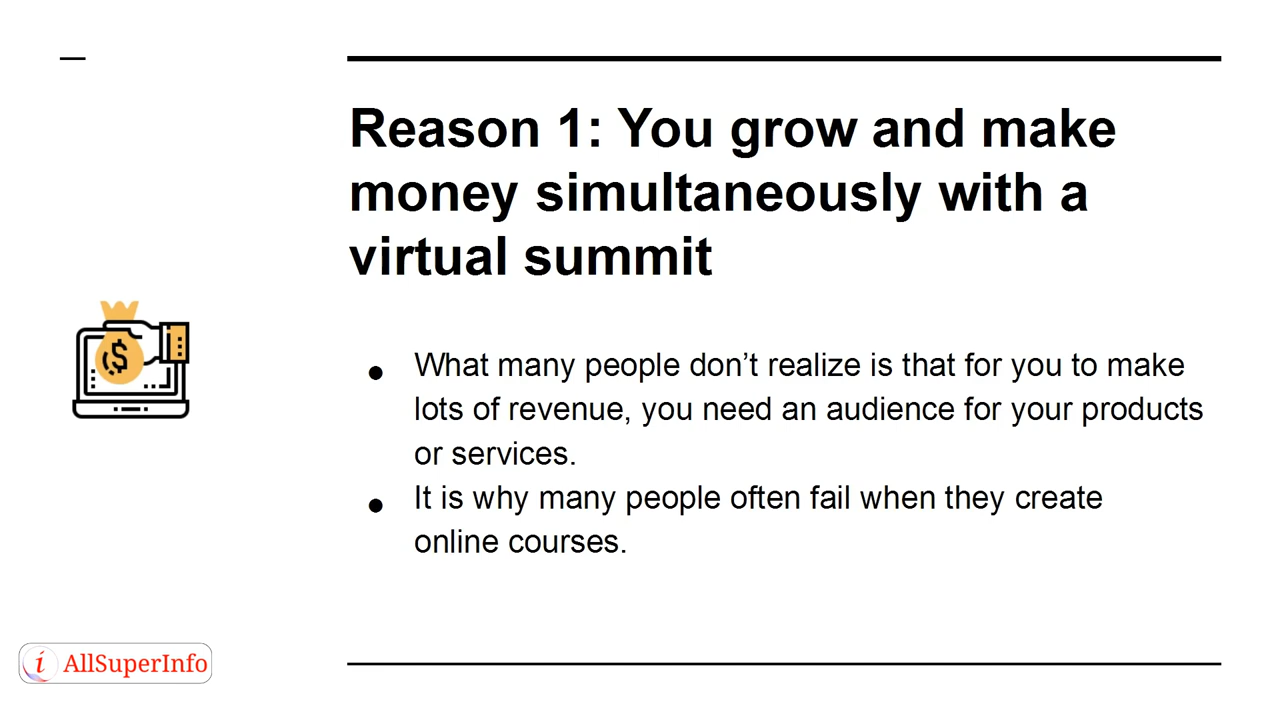 Reason 1: You grow and make
money simultaneously with a
virtual summit
● What many people don’t realize is that for you to make
lots of revenue, you need an audience for your products
or services.
● It is why many people often fail when they create
online courses.
$
i AllSuperInfo